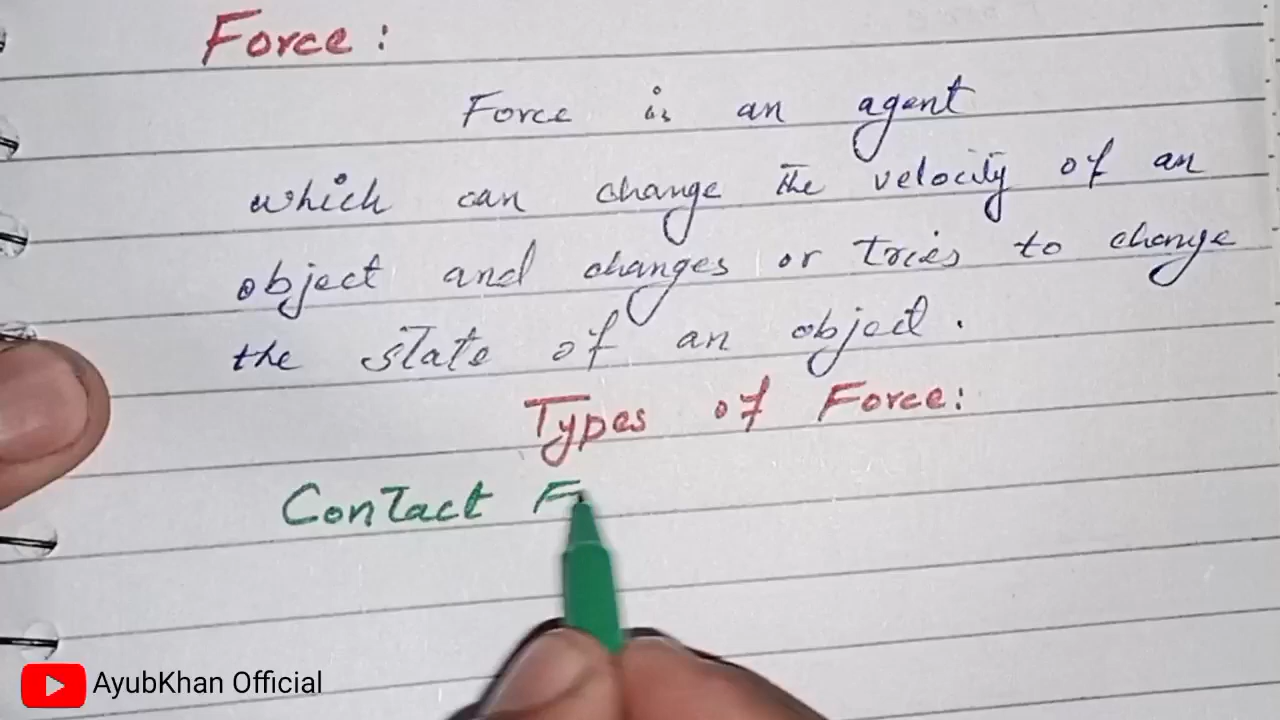 Force:
Force is an agent
which can change the velocity of an
object and changes or tries to change
the state of an object.
Types of Force:
Contact F
AyubKhan Official